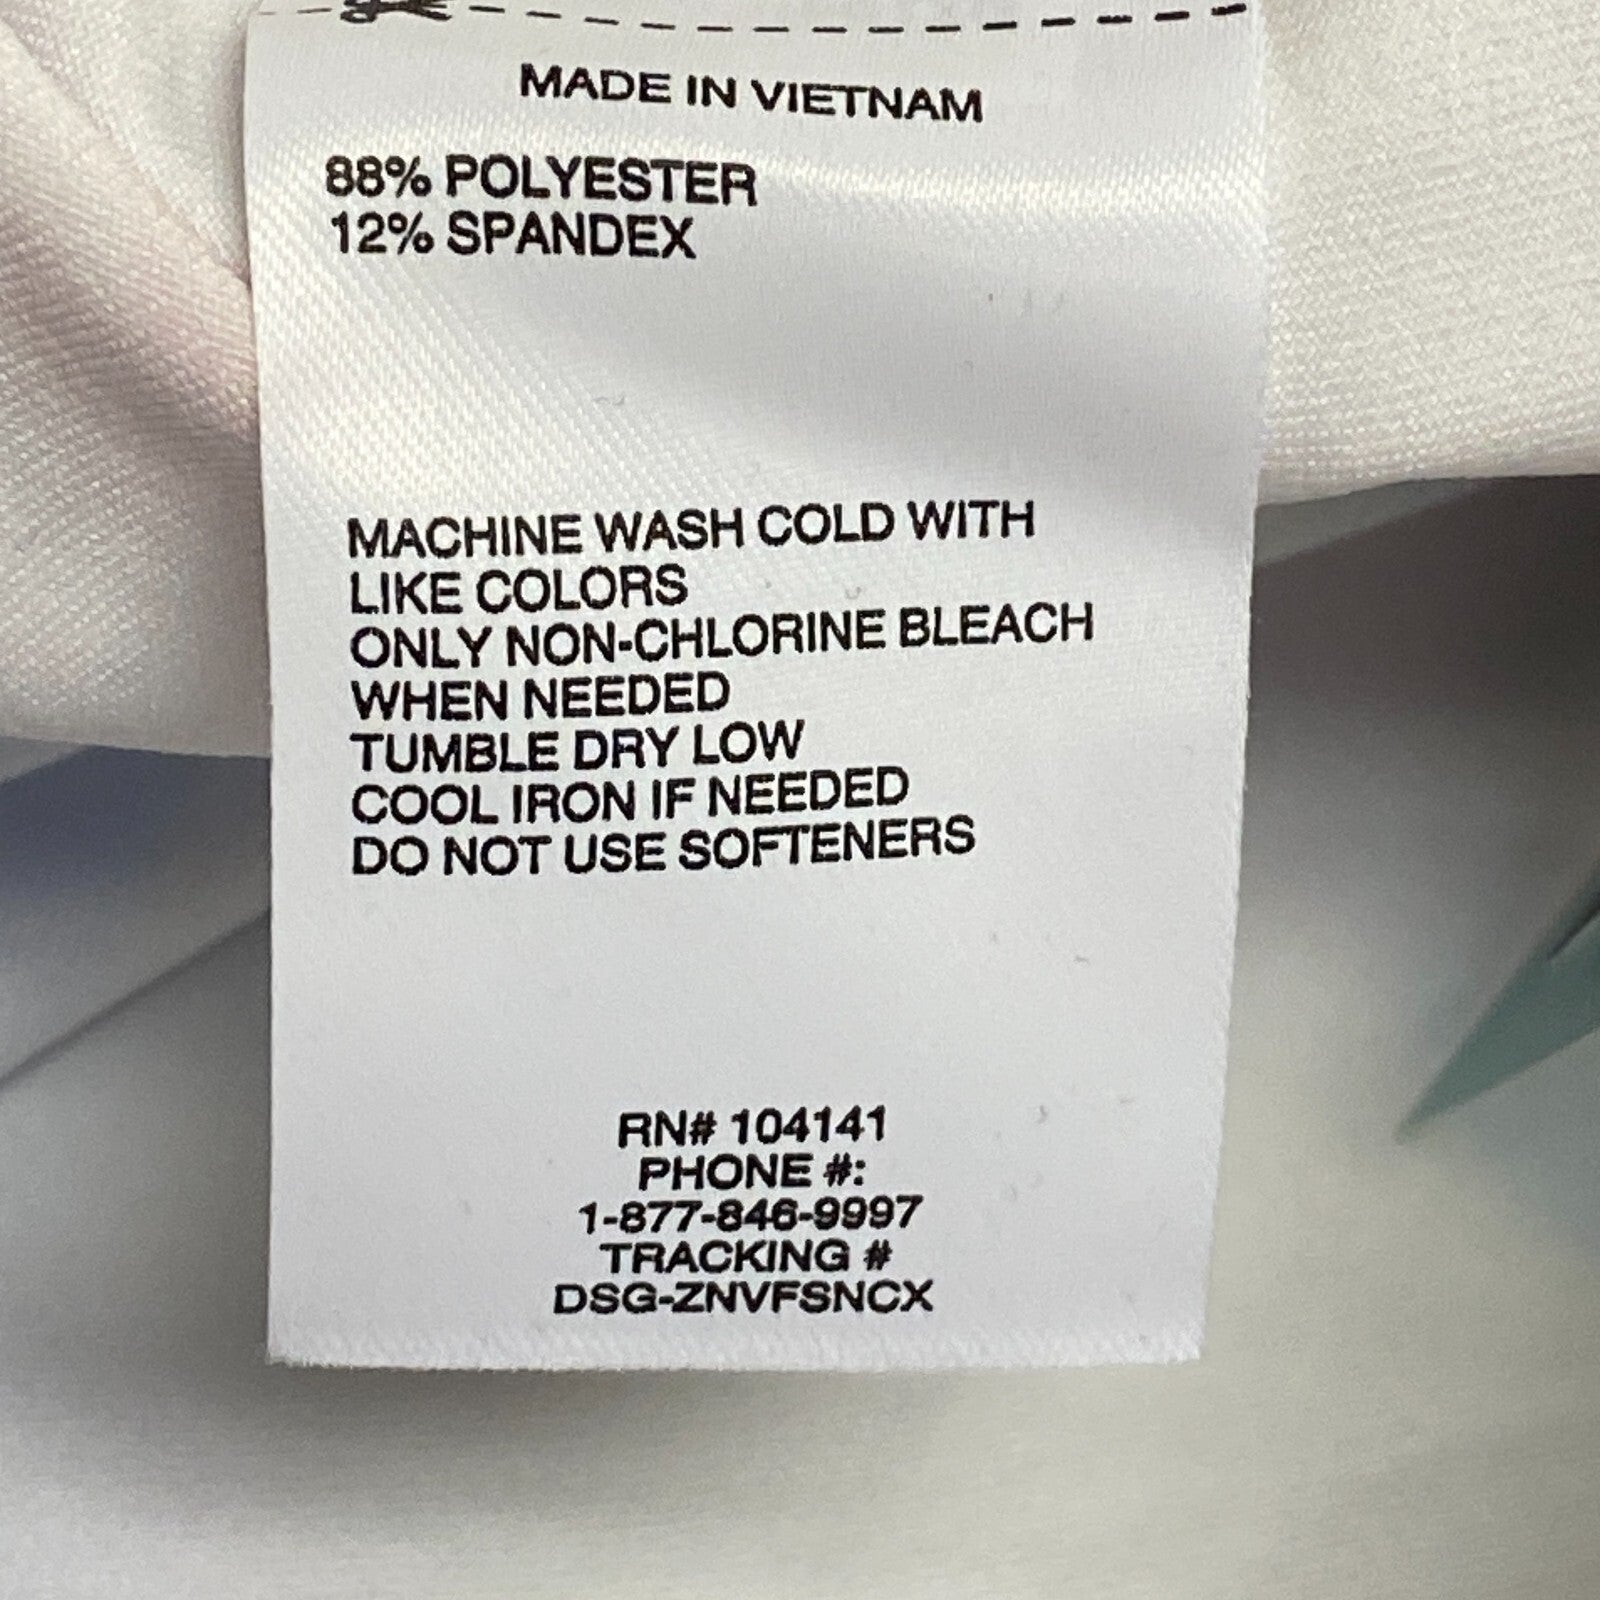 MADE IN VIETNAM
88% POLYESTER
12% SPANDEX
MACHINE WASH COLD WITH
LIKE COLORS
ONLY NON-CHLORINE BLEACH
WHEN NEEDED
TUMBLE DRY LOW
COOL IRON IF NEEDED
DO NOT USE SOFTENERS
RN# 104141
PHONE #:
1-877-846-9997
TRACKING #
DSG-ZNVFSNCX